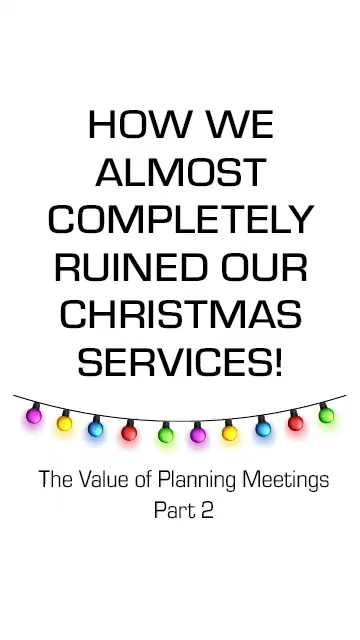 HOW WE
ALMOST
COMPLETELY
RUINED OUR
CHRISTMAS
SERVICES!
The Value of Planning Meetings
Part 2